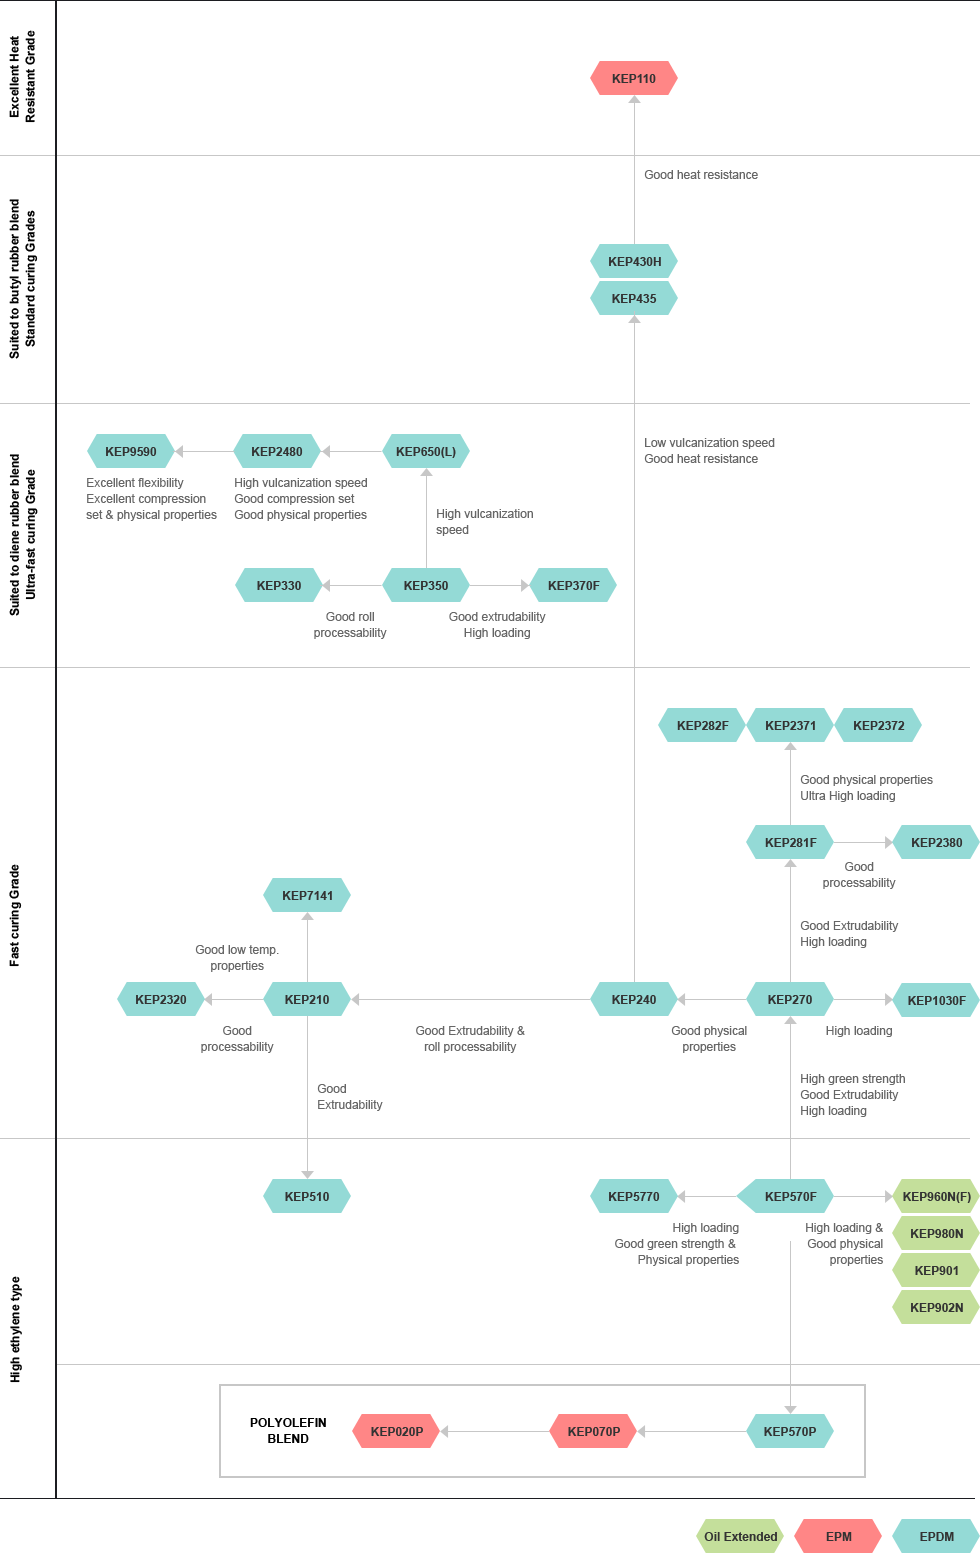 Excellent Heat
Resistant Grade
KEP110
Good heat resistance
Suited to butyl rubber blend
Standard curing Grades
KEP430H
KEP435
Suited to diene rubber blend
Ultra-fast curing Grade
Low vulcanization speed
Good heat resistance
KEP9590
KEP2480
KEP650(L)
Excellent flexibility
Excellent compression
set & physical properties
High vulcanization speed
Good compression set
Good physical properties
High vulcanization
speed
KEP330
KEP350
KEP370F
Good roll
processability
Good extrudability
High loading
Fast curing Grade
KEP282F
KEP2371
KEP2372
Good physical properties
Ultra High loading
KEP281F
KEP2380
Good
processability
KEP7141
Good Extrudability
High loading
Good low temp.
properties
KEP2320
KEP210
KEP240
KEP270
KEP1030F
Good
processability
Good Extrudability &
roll processability
Good physical
properties
High loading
Good
Extrudability
High green strength
Good Extrudability
High loading
High ethylene type
KEP510
KEP5770
KEP570F
KEP960N(F)
KEP980N
KEP901
KEP902N
High loading
Good green strength &
Physical properties
High loading &
Good physical
properties
POLYOLEFIN
BLEND
KEP020P
KEP070P
KEP570P
Oil Extended
EPM
EPDM